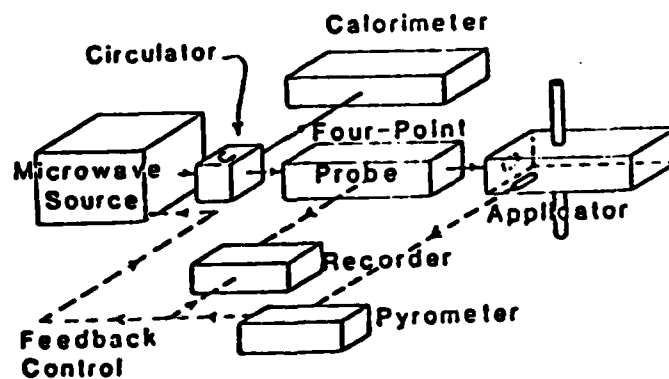 Calorimeter
Circulator
Four-Point
Probe
Microwave
Source
Applicator
Recorder
Pyrometer
Feedback
Control